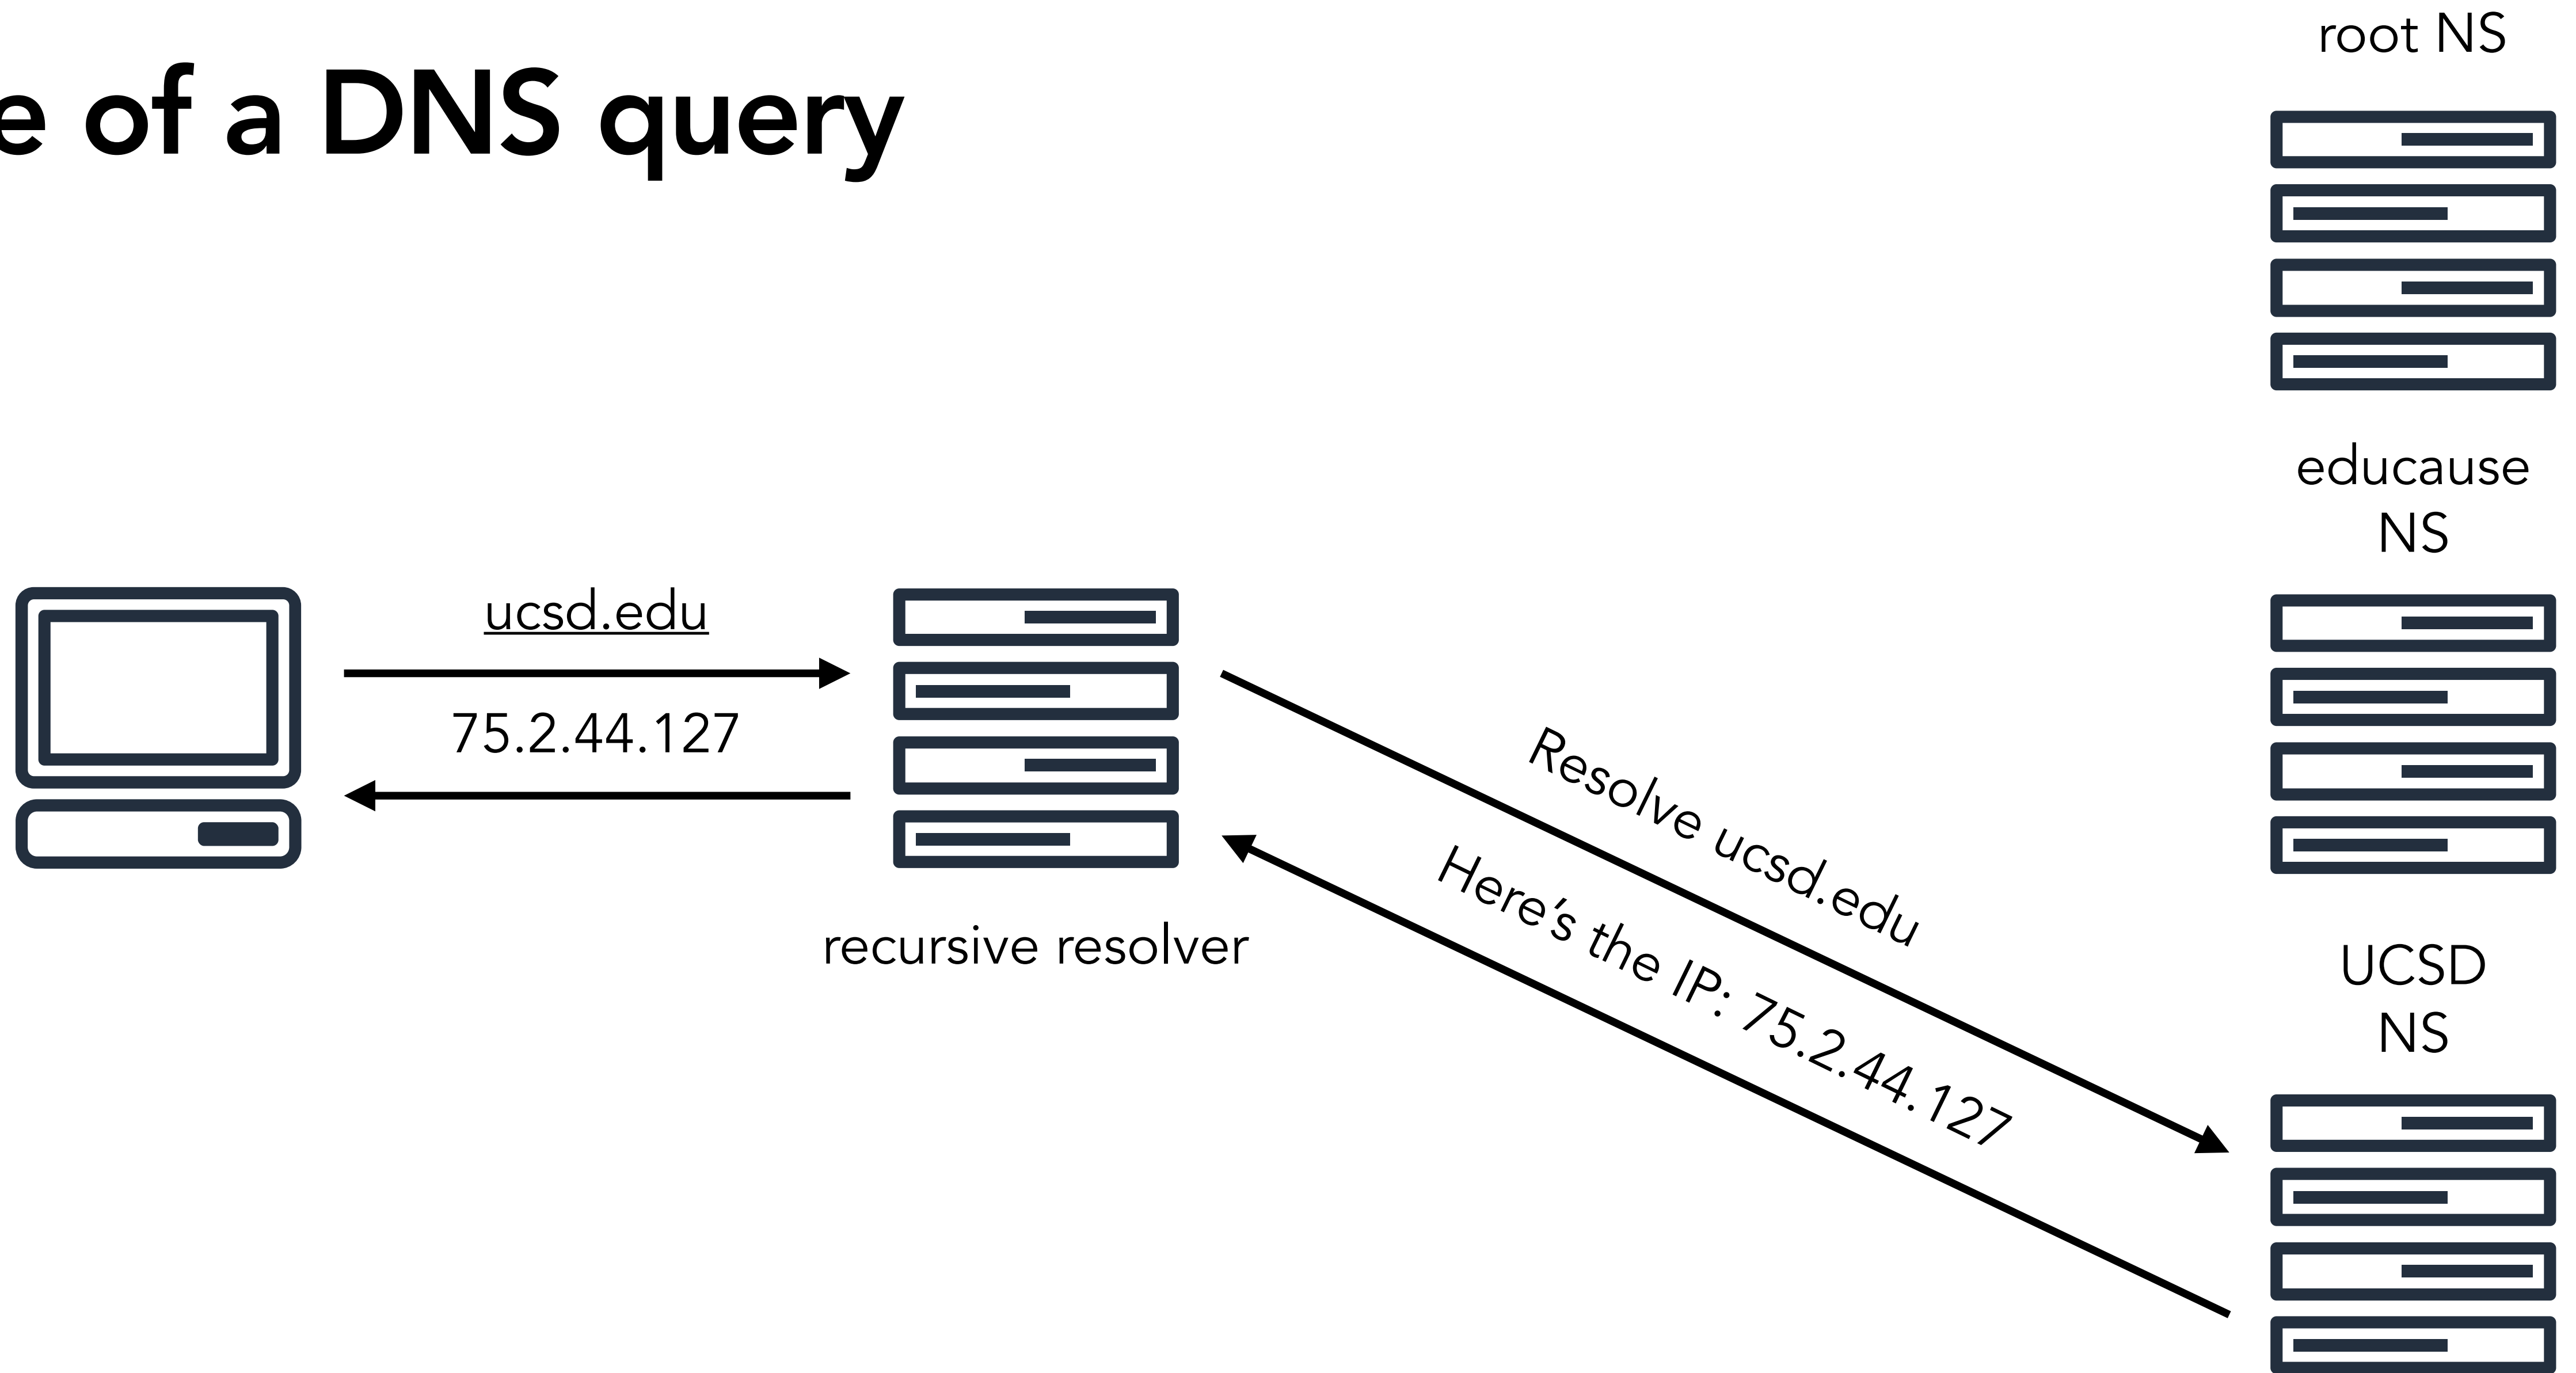 e of a DNS query
root NS
educause
NS
ucsd.edu
75.2.44.127
recursive resolver
Resolve ucsd.edu
Here's the IP: 75.2.44.127
UCSD
NS